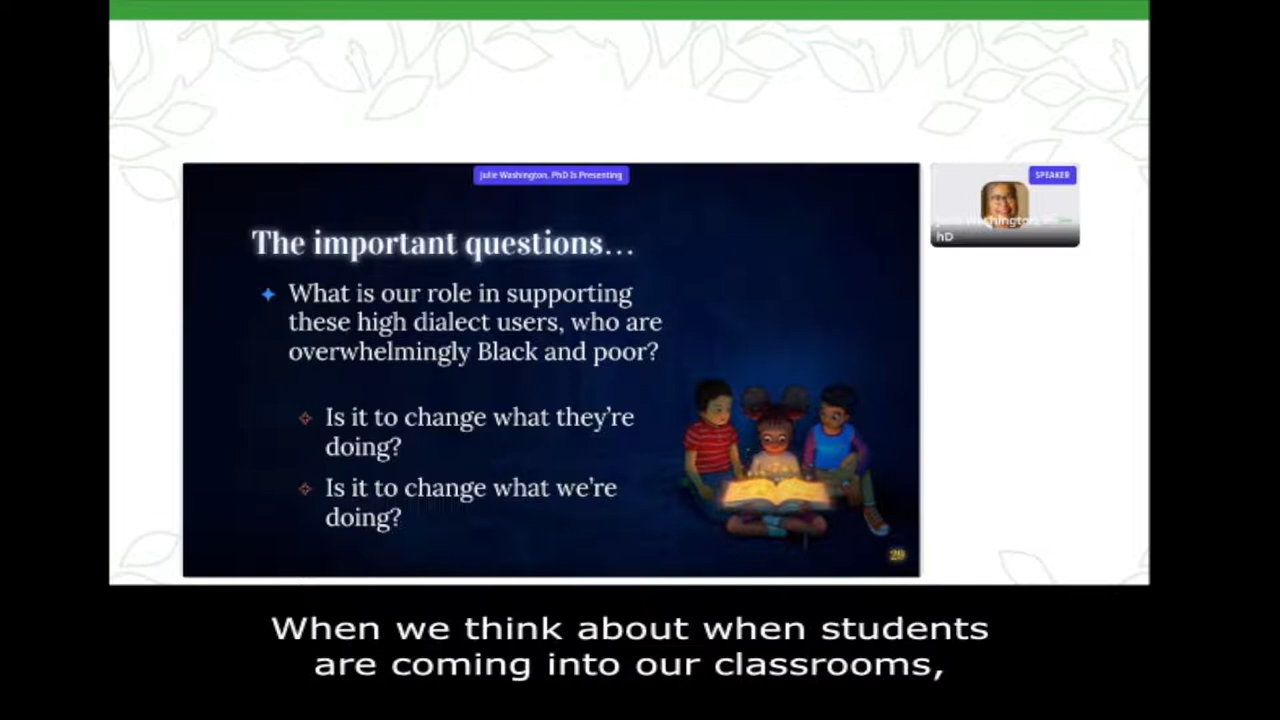 Julie Washington, PhD Is Presenting
SPEAKER
Washington,
hD
The important questions...
What is our role in supporting
these high dialect users, who are
overwhelmingly Black and poor?
Is it to change what they're
doing?
Is it to change what we're
doing?
29
When we think about when students
are coming into our classrooms,